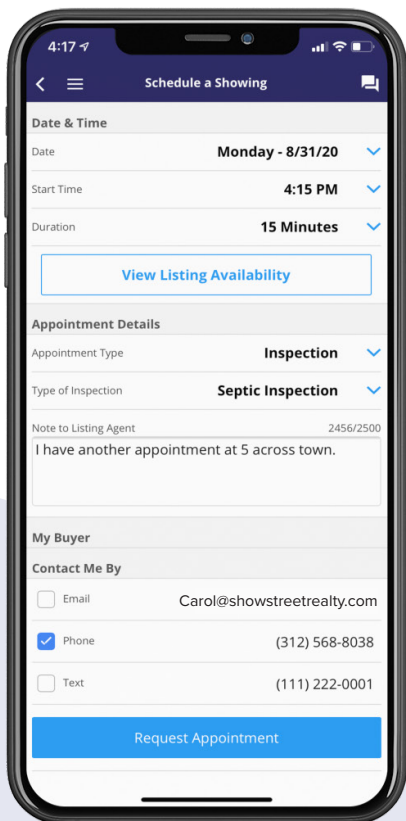 4:17
Schedule a Showing
Date & Time
Date Monday - 8/31/20
Start Time 4:15 PM
Duration 15 Minutes
View Listing Availability
Appointment Details
Appointment Type Inspection
Type of Inspection Septic Inspection
Note to Listing Agent 2456/2500
I have another appointment at 5 across town.
My Buyer
Contact Me By
Email Carol@showstreetrealty.com
Phone (312) 568-8038
Text (111) 222-0001
Request Appointment